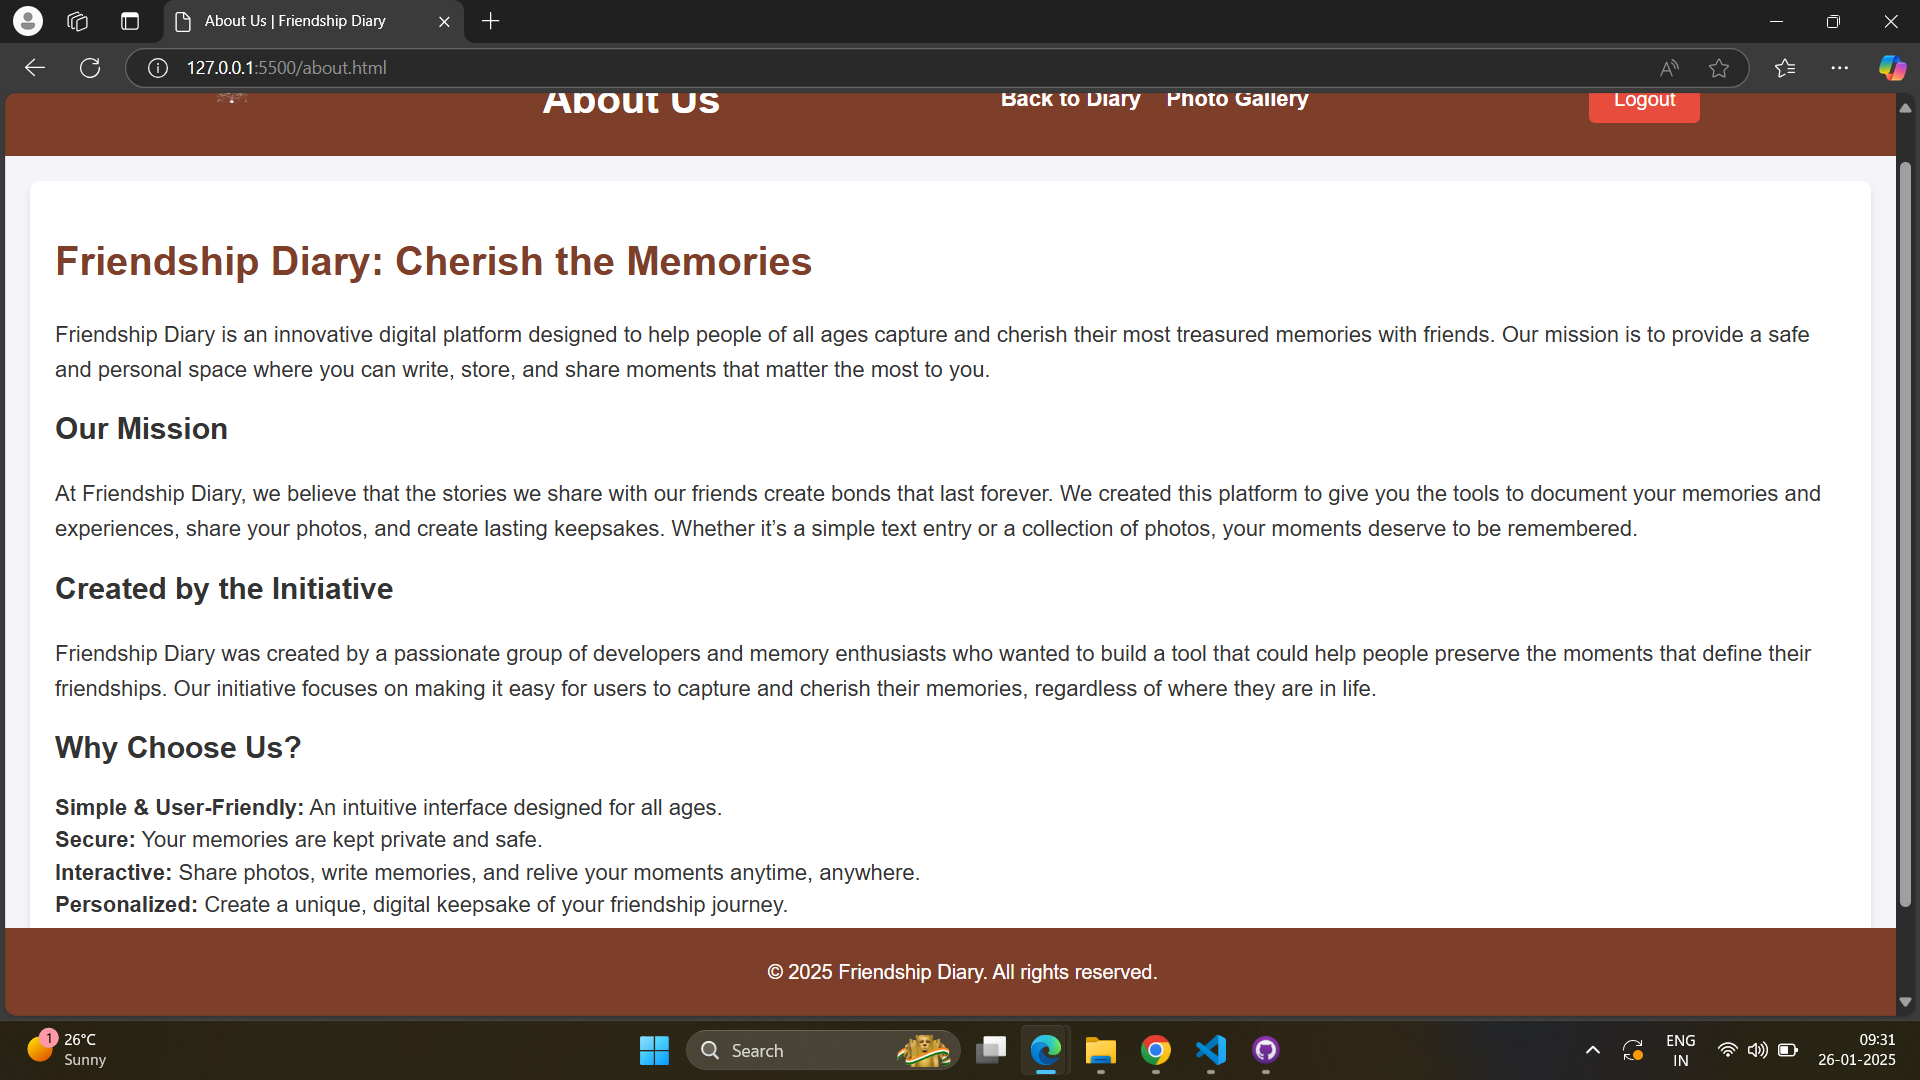 About Us | Friendship Diary
127.0.0.1:5500/about.html
About Us
Back to Diary
Photo Gallery
Logout
Friendship Diary: Cherish the Memories
Friendship Diary is an innovative digital platform designed to help people of all ages capture and cherish their most treasured memories with friends. Our mission is to provide a safe
and personal space where you can write, store, and share moments that matter the most to you.
Our Mission
At Friendship Diary, we believe that the stories we share with our friends create bonds that last forever. We created this platform to give you the tools to document your memories and
experiences, share your photos, and create lasting keepsakes. Whether it’s a simple text entry or a collection of photos, your moments deserve to be remembered.
Created by the Initiative
Friendship Diary was created by a passionate group of developers and memory enthusiasts who wanted to build a tool that could help people preserve the moments that define their
friendships. Our initiative focuses on making it easy for users to capture and cherish their memories, regardless of where they are in life.
Why Choose Us?
Simple & User-Friendly: An intuitive interface designed for all ages.
Secure: Your memories are kept private and safe.
Interactive: Share photos, write memories, and relive your moments anytime, anywhere.
Personalized: Create a unique, digital keepsake of your friendship journey.
© 2025 Friendship Diary. All rights reserved.
1
26°C
Sunny
Search
ENG
IN
09:31
26-01-2025